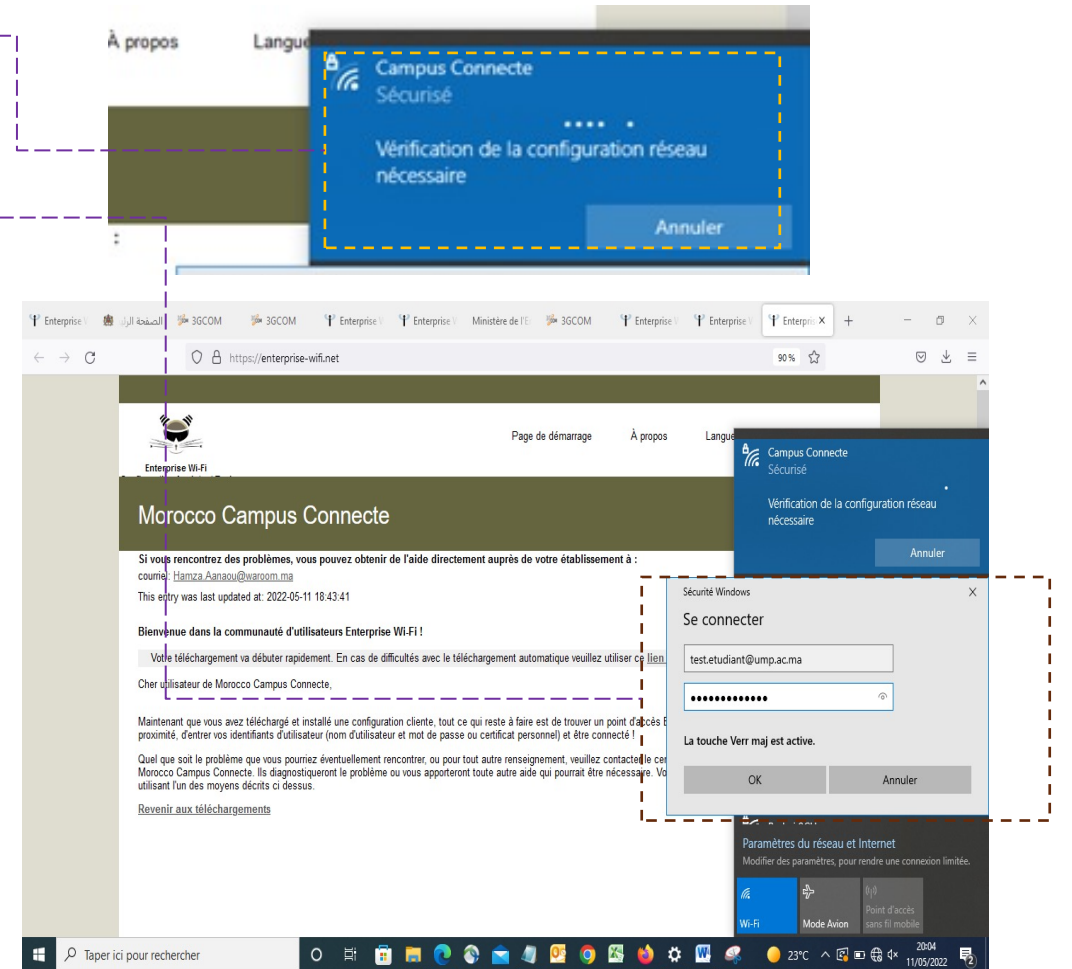 À propos Langue
Campus Connecte
Sécurisé
Vérification de la configuration réseau
nécessaire
Annuler
:
Enterprise 3GCOM 3GCOM Enterprise Enterprise Ministère de l'E 3GCOM Enterprise Enterprise Enterpris
https://enterprise-wifi.net 90 %
Page de démarrage À propos Langue
Enterprise Wi-Fi
Morocco Campus Connecte
Si vous rencontrez des problèmes, vous pouvez obtenir de l'aide directement auprès de votre établissement à :
courriel: Hamza.Aanaou@waroom.ma
This entry was last updated at: 2022-05-11 18:43:41
Bienvenue dans la communauté d'utilisateurs Enterprise Wi-Fi !
Votre téléchargement va débuter rapidement. En cas de difficultés avec le téléchargement automatique veuillez utiliser ce lien
Cher utilisateur de Morocco Campus Connecte,
Maintenant que vous avez téléchargé et installé une configuration cliente, tout ce qui reste à faire est de trouver un point d'accès E
proximité, d'entrer vos identifiants d'utilisateur (nom d'utilisateur et mot de passe ou certificat personnel) et être connecté !
Quel que soit le problème que vous pourriez éventuellement rencontrer, ou pour tout autre renseignement, veuillez contacter le cen
Morocco Campus Connecte. Ils diagnostiqueront le problème ou vous apporteront toute autre aide qui pourrait être nécessaire. Vo
utilisant l'un des moyens décrits ci dessus.
Revenir aux téléchargements
Campus Connecte
Sécurisé
Vérification de la configuration réseau
nécessaire
Annuler
Sécurité Windows
Se connecter
test.etudiant@ump.ac.ma
La touche Verr maj est active.
OK Annuler
Paramètres du réseau et Internet
Modifier des paramètres, pour rendre une connexion limitée.
Wi-Fi Mode Avion Point d'accès
sans fil mobile
Taper ici pour rechercher
23°C
20:04
11/05/2022
2